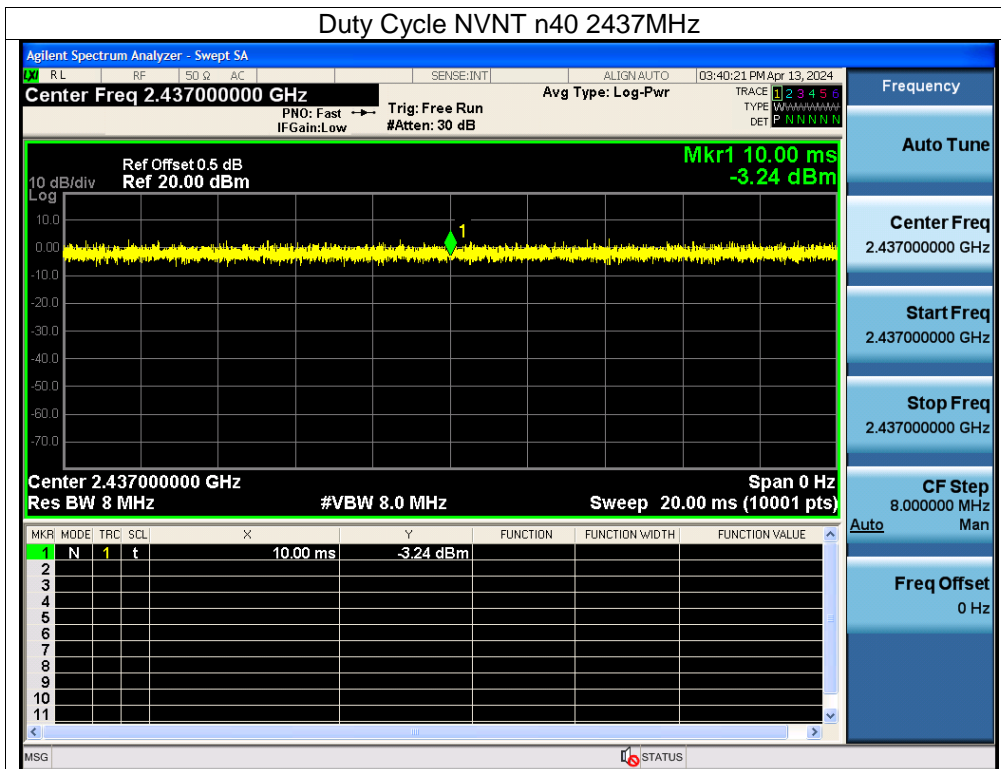 Duty Cycle NVNT n40 2437MHz
Agilent Spectrum Analyzer - Swept SA
LXI RL RF 50 Ω AC SENSE:INT ALIGN AUTO 03:40:21 PM Apr 13, 2024
Center Freq 2.437000000 GHz
PNO: Fast
IFGain:Low
Trig: Free Run
#Atten: 30 dB
Avg Type: Log-Pwr
TRACE 1 2 3 4 5 6
TYPE WWWWWW
DET P N N N N N
Ref Offset 0.5 dB
10 dB/div Ref 20.00 dBm
Log
Mkr1 10.00 ms
-3.24 dBm
10.0
0.00
-10.0
-20.0
-30.0
-40.0
-50.0
-60.0
-70.0
1
Center 2.437000000 GHz Span 0 Hz
Res BW 8 MHz #VBW 8.0 MHz Sweep 20.00 ms (10001 pts)
MKR MODE TRC SCL X Y FUNCTION FUNCTION WIDTH FUNCTION VALUE
1 N 1 t 10.00 ms -3.24 dBm
2
3
4
5
6
7
8
9
10
11
MSG STATUS
Frequency
Auto Tune
Center Freq
2.437000000 GHz
Start Freq
2.437000000 GHz
Stop Freq
2.437000000 GHz
CF Step
8.000000 MHz
Auto Man
Freq Offset
0 Hz